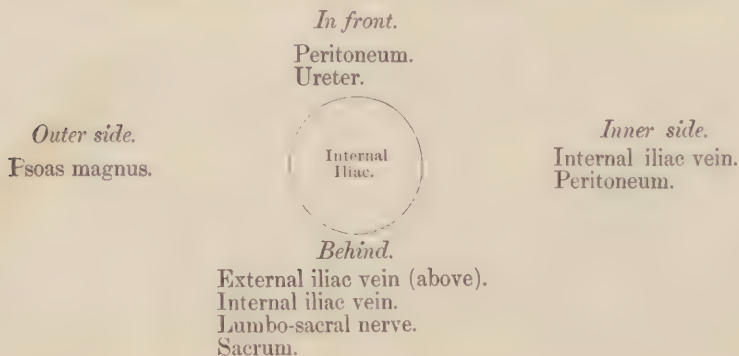 In front.
Peritoneum.
Ureter.
Outer side.
Psoas magnus.
Internal
Iliac.
Inner side.
Internal iliac vein.
Peritoneum.
Behind.
External iliac vein (above).
Internal iliac vein.
Lumbo-sacral nerve.
Sacrum.